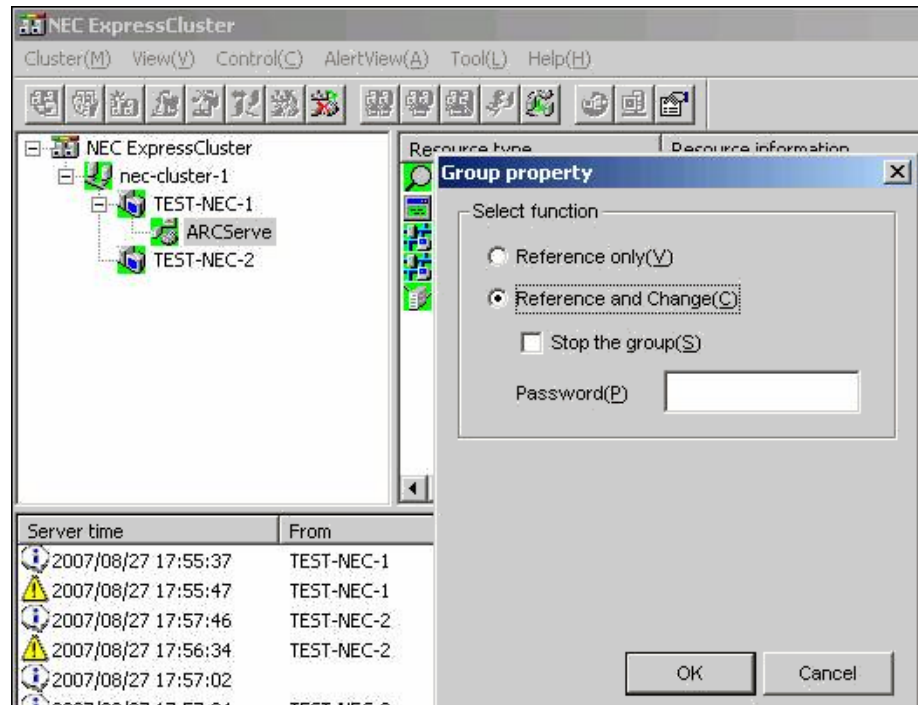 NEC ExpressCluster
Cluster(M) View(V) Control(C) AlertView(A) Tool(L) Help(H)
NEC ExpressCluster
nec-cluster-1
TEST-NEC-1
ARCServe
TEST-NEC-2
Resource type Resource information
Group property
Select function
Reference only(V)
Reference and Change(C)
Stop the group(S)
Password(P)
OK Cancel
Server time From
2007/08/27 17:55:37 TEST-NEC-1
2007/08/27 17:55:47 TEST-NEC-1
2007/08/27 17:57:46 TEST-NEC-2
2007/08/27 17:56:34 TEST-NEC-2
2007/08/27 17:57:02